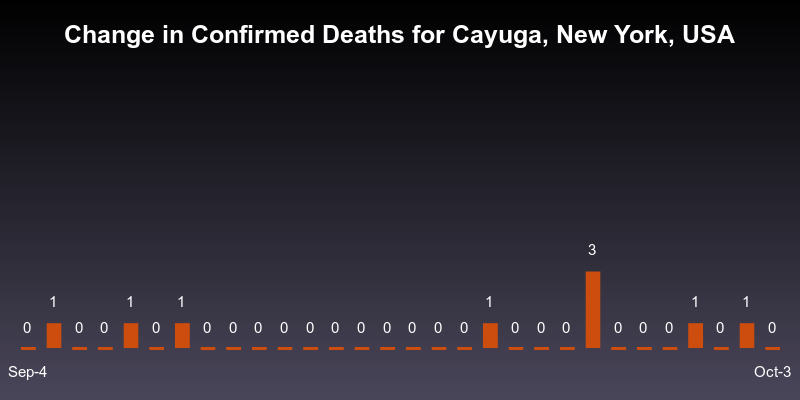 Change in Confirmed Deaths for Cayuga, New York, USA
0 1 0 0 1 0 1 0 0 0 0 0 0 0 0 0 0 0 1 0 0 0 3 0 0 0 1 0 1 0
Sep-4 Oct-3